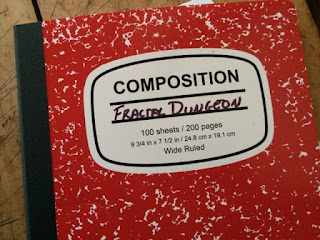 COMPOSITION
FRACTAL DUNGEON
100 sheets / 200 pages
9 3/4 in x 7 1/2 in / 24.8 cm x 19.1 cm
Wide Ruled